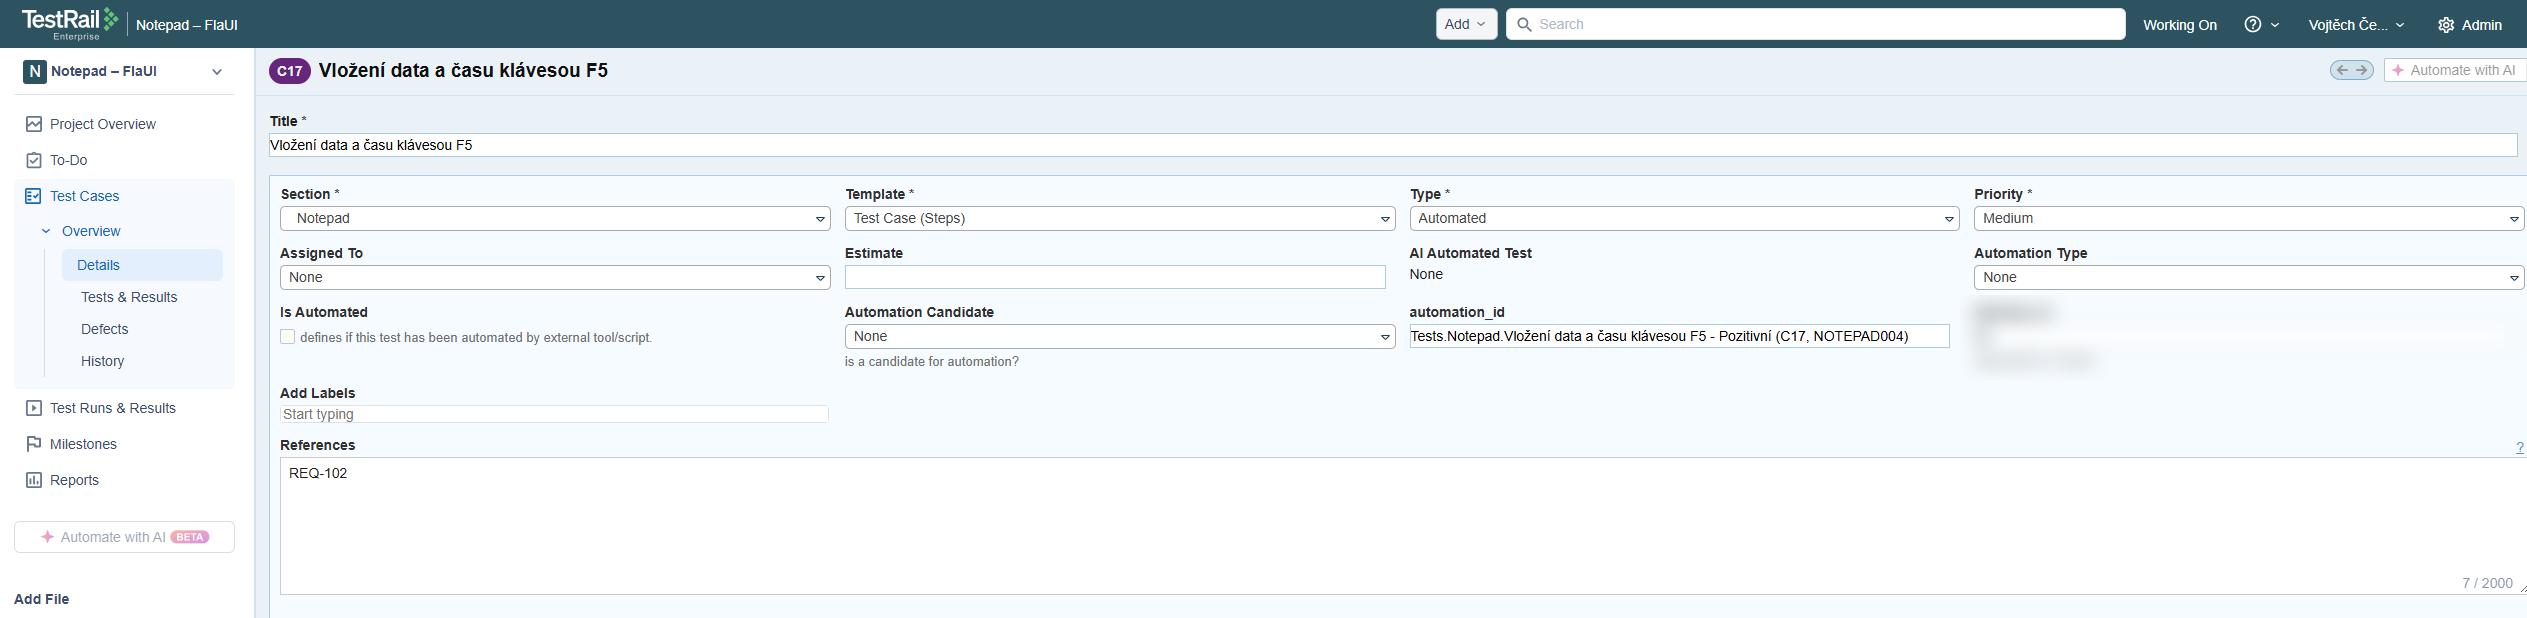 TestRail
Enterprise
Notepad – FlaUI
Add
Search
Working On
Vojtěch Če...
Admin
N Notepad – FlaUI
C17 Vložení data a času klávesou F5
Automate with AI
Project Overview
To-Do
Test Cases
Overview
Details
Tests & Results
Defects
History
Test Runs & Results
Milestones
Reports
Automate with AI BETA
Add File
Title *
Vložení data a času klávesou F5
Section *
Notepad
Template *
Test Case (Steps)
Type *
Automated
Priority *
Medium
Assigned To
None
Estimate
AI Automated Test
None
Automation Type
None
Is Automated
defines if this test has been automated by external tool/script.
Automation Candidate
None
is a candidate for automation?
automation_id
Tests.Notepad.Vložení data a času klávesou F5 - Pozitivní (C17, NOTEPAD004)
Add Labels
Start typing
References
?
REQ-102
7 / 2000